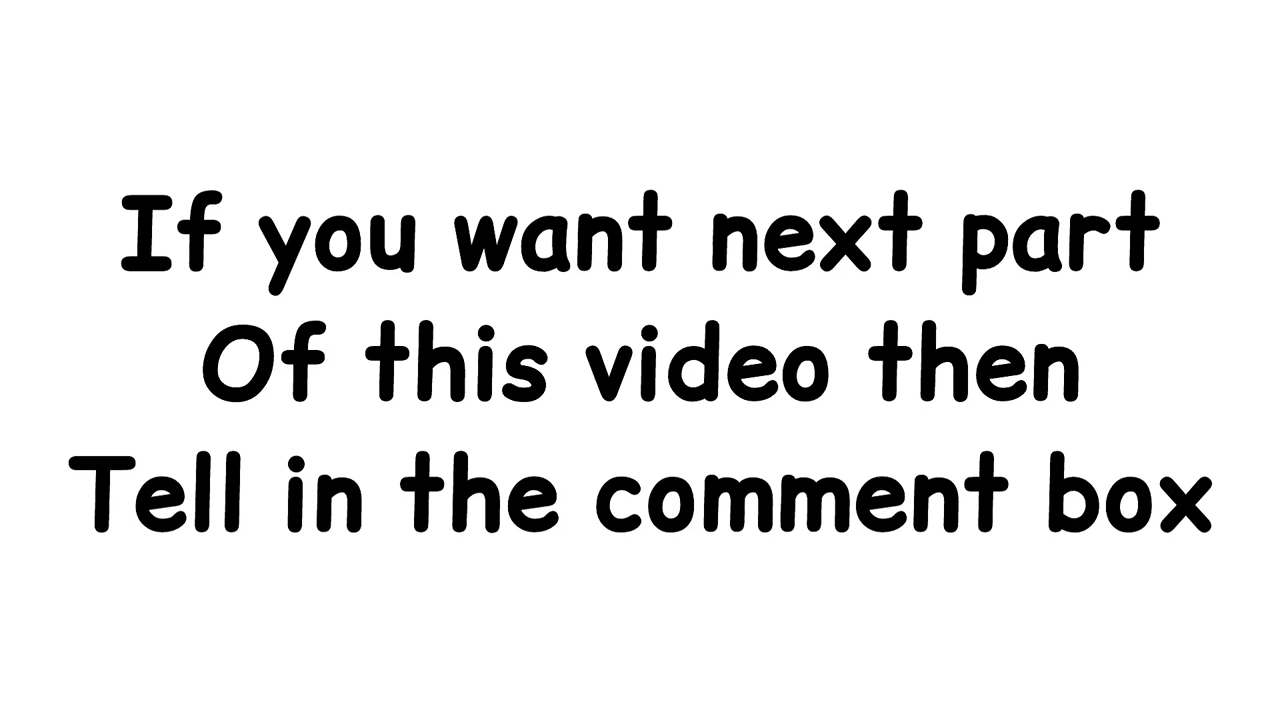 If you want next part
Of this video then
Tell in the comment box